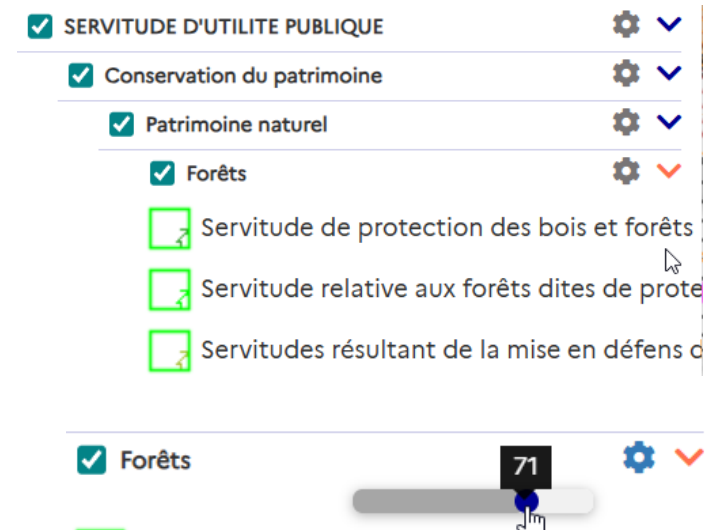 SERVITUDE D'UTILITE PUBLIQUE
Conservation du patrimoine
Patrimoine naturel
Forêts
Servitude de protection des bois et forêts
Servitude relative aux forêts dites de prote
Servitudes résultant de la mise en défens d
Forêts
71